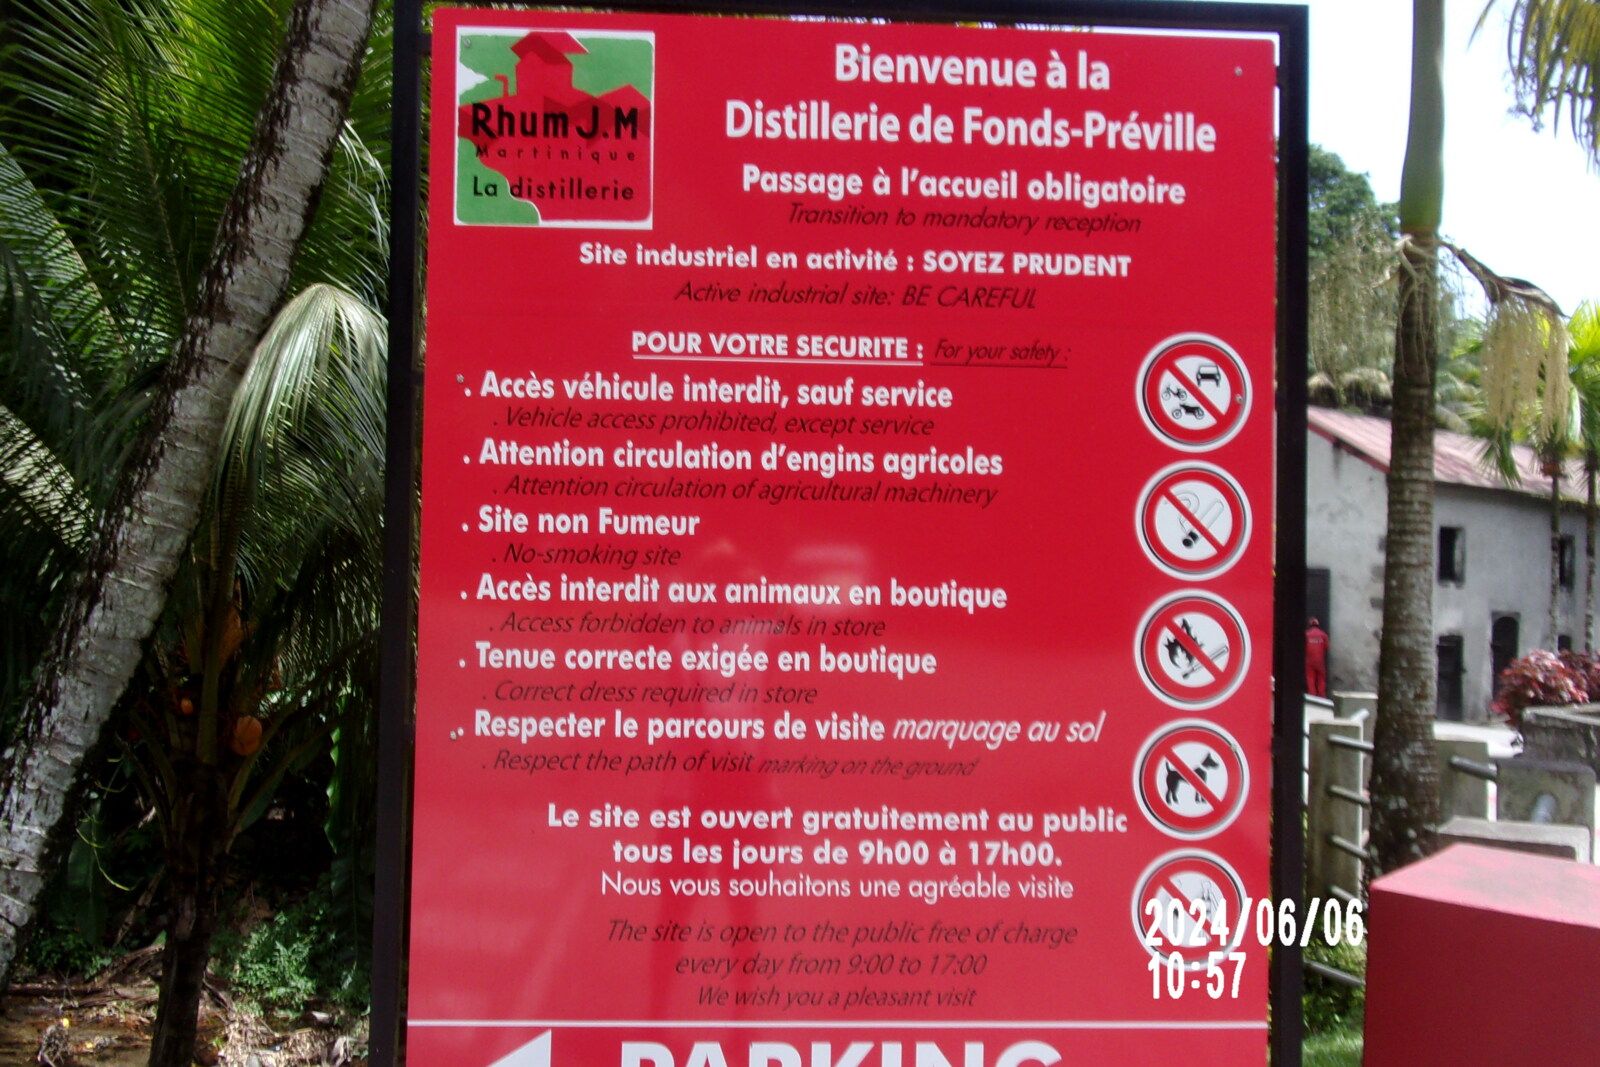 Rhum J.M
Martinique
La distillerie
Bienvenue à la
Distillerie de Fonds-Préville
Passage à l'accueil obligatoire
Transition to mandatory reception
Site industriel en activité : SOYEZ PRUDENT
Active industrial site: BE CAREFUL
POUR VOTRE SECURITE : For your safety :
. Accès véhicule interdit, sauf service
. Vehicle access prohibited, except service
. Attention circulation d'engins agricoles
. Attention circulation of agricultural machinery
. Site non Fumeur
. No-smoking site
. Accès interdit aux animaux en boutique
. Access forbidden to animals in store
. Tenue correcte exigée en boutique
. Correct dress required in store
. Respecter le parcours de visite marquage au sol
. Respect the path of visit marking on the ground
Le site est ouvert gratuitement au public
tous les jours de 9h00 à 17h00.
Nous vous souhaitons une agréable visite
The site is open to the public free of charge
every day from 9:00 to 17:00
We wish you a pleasant visit
PARKING
2024/06/06
10:57